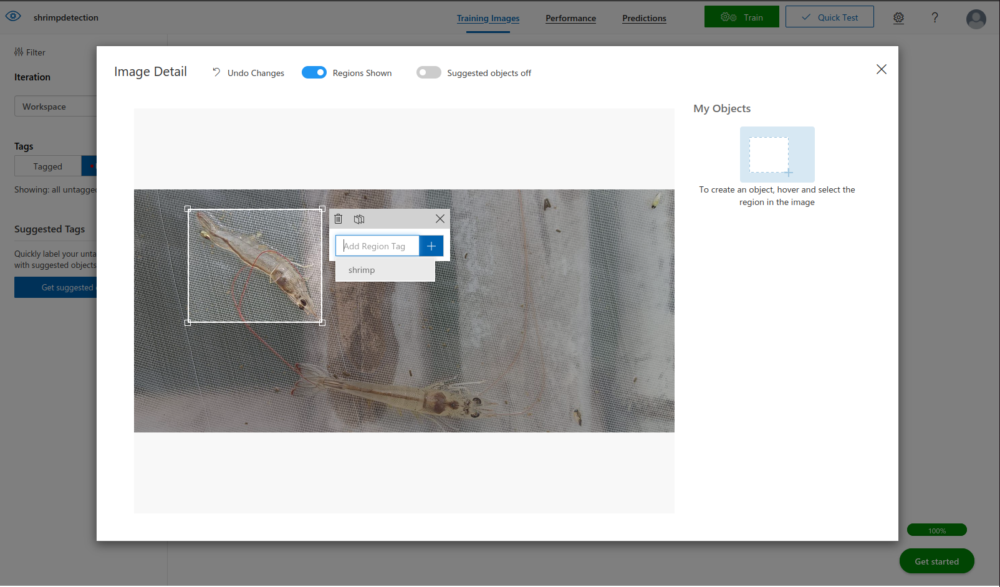 shrimpdetection
Training Images
Performance
Predictions
Train
Quick Test
?
Filter
Iteration
Workspace
Tags
Tagged
Showing: all untagged
Suggested Tags
Quickly label your unta
with suggested objects
Get suggested
Image Detail
Undo Changes
Regions Shown
Suggested objects off
Add Region Tag
shrimp
My Objects
To create an object, hover and select the
region in the image
100%
Get started